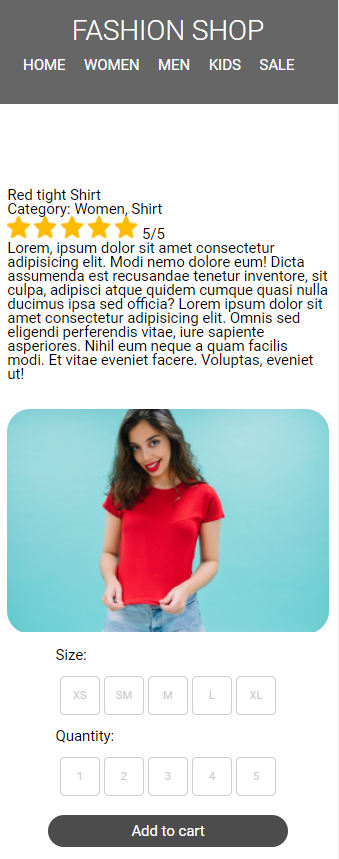 FASHION SHOP
HOME WOMEN MEN KIDS SALE
Red tight Shirt
Category: Women, Shirt
5/5
Lorem, ipsum dolor sit amet consectetur
adipisicing elit. Modi nemo dolore eum! Dicta
assumenda est recusandae tenetur inventore, sit
culpa, adipisci atque quidem cumque quasi nulla
ducimus ipsa sed officia? Lorem ipsum dolor sit
amet consectetur adipisicing elit. Omnis sed
eligendi perferendis vitae, iure sapiente
asperiores. Nihil eum neque a quam facilis
modi. Et vitae eveniet facere. Voluptas, eveniet
ut!
Size:
XS SM M L XL
Quantity:
1 2 3 4 5
Add to cart